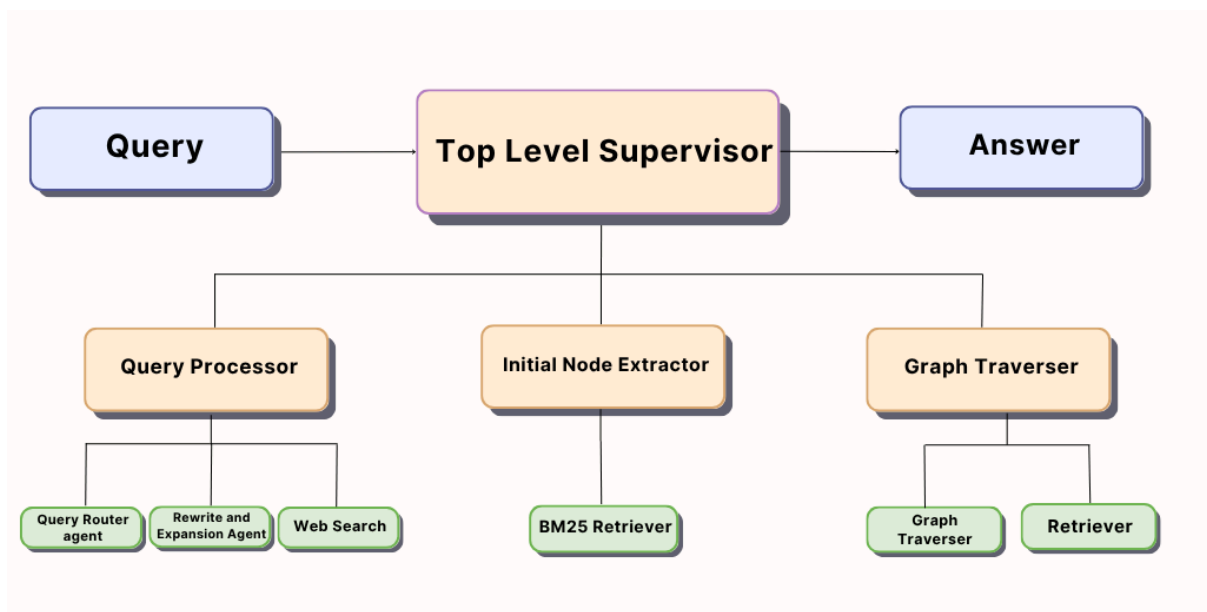 Query
Top Level Supervisor
Answer
Query Processor
Initial Node Extractor
Graph Traverser
Query Router
agent
Rewrite and
Expansion Agent
Web Search
BM25 Retriever
Graph
Traverser
Retriever